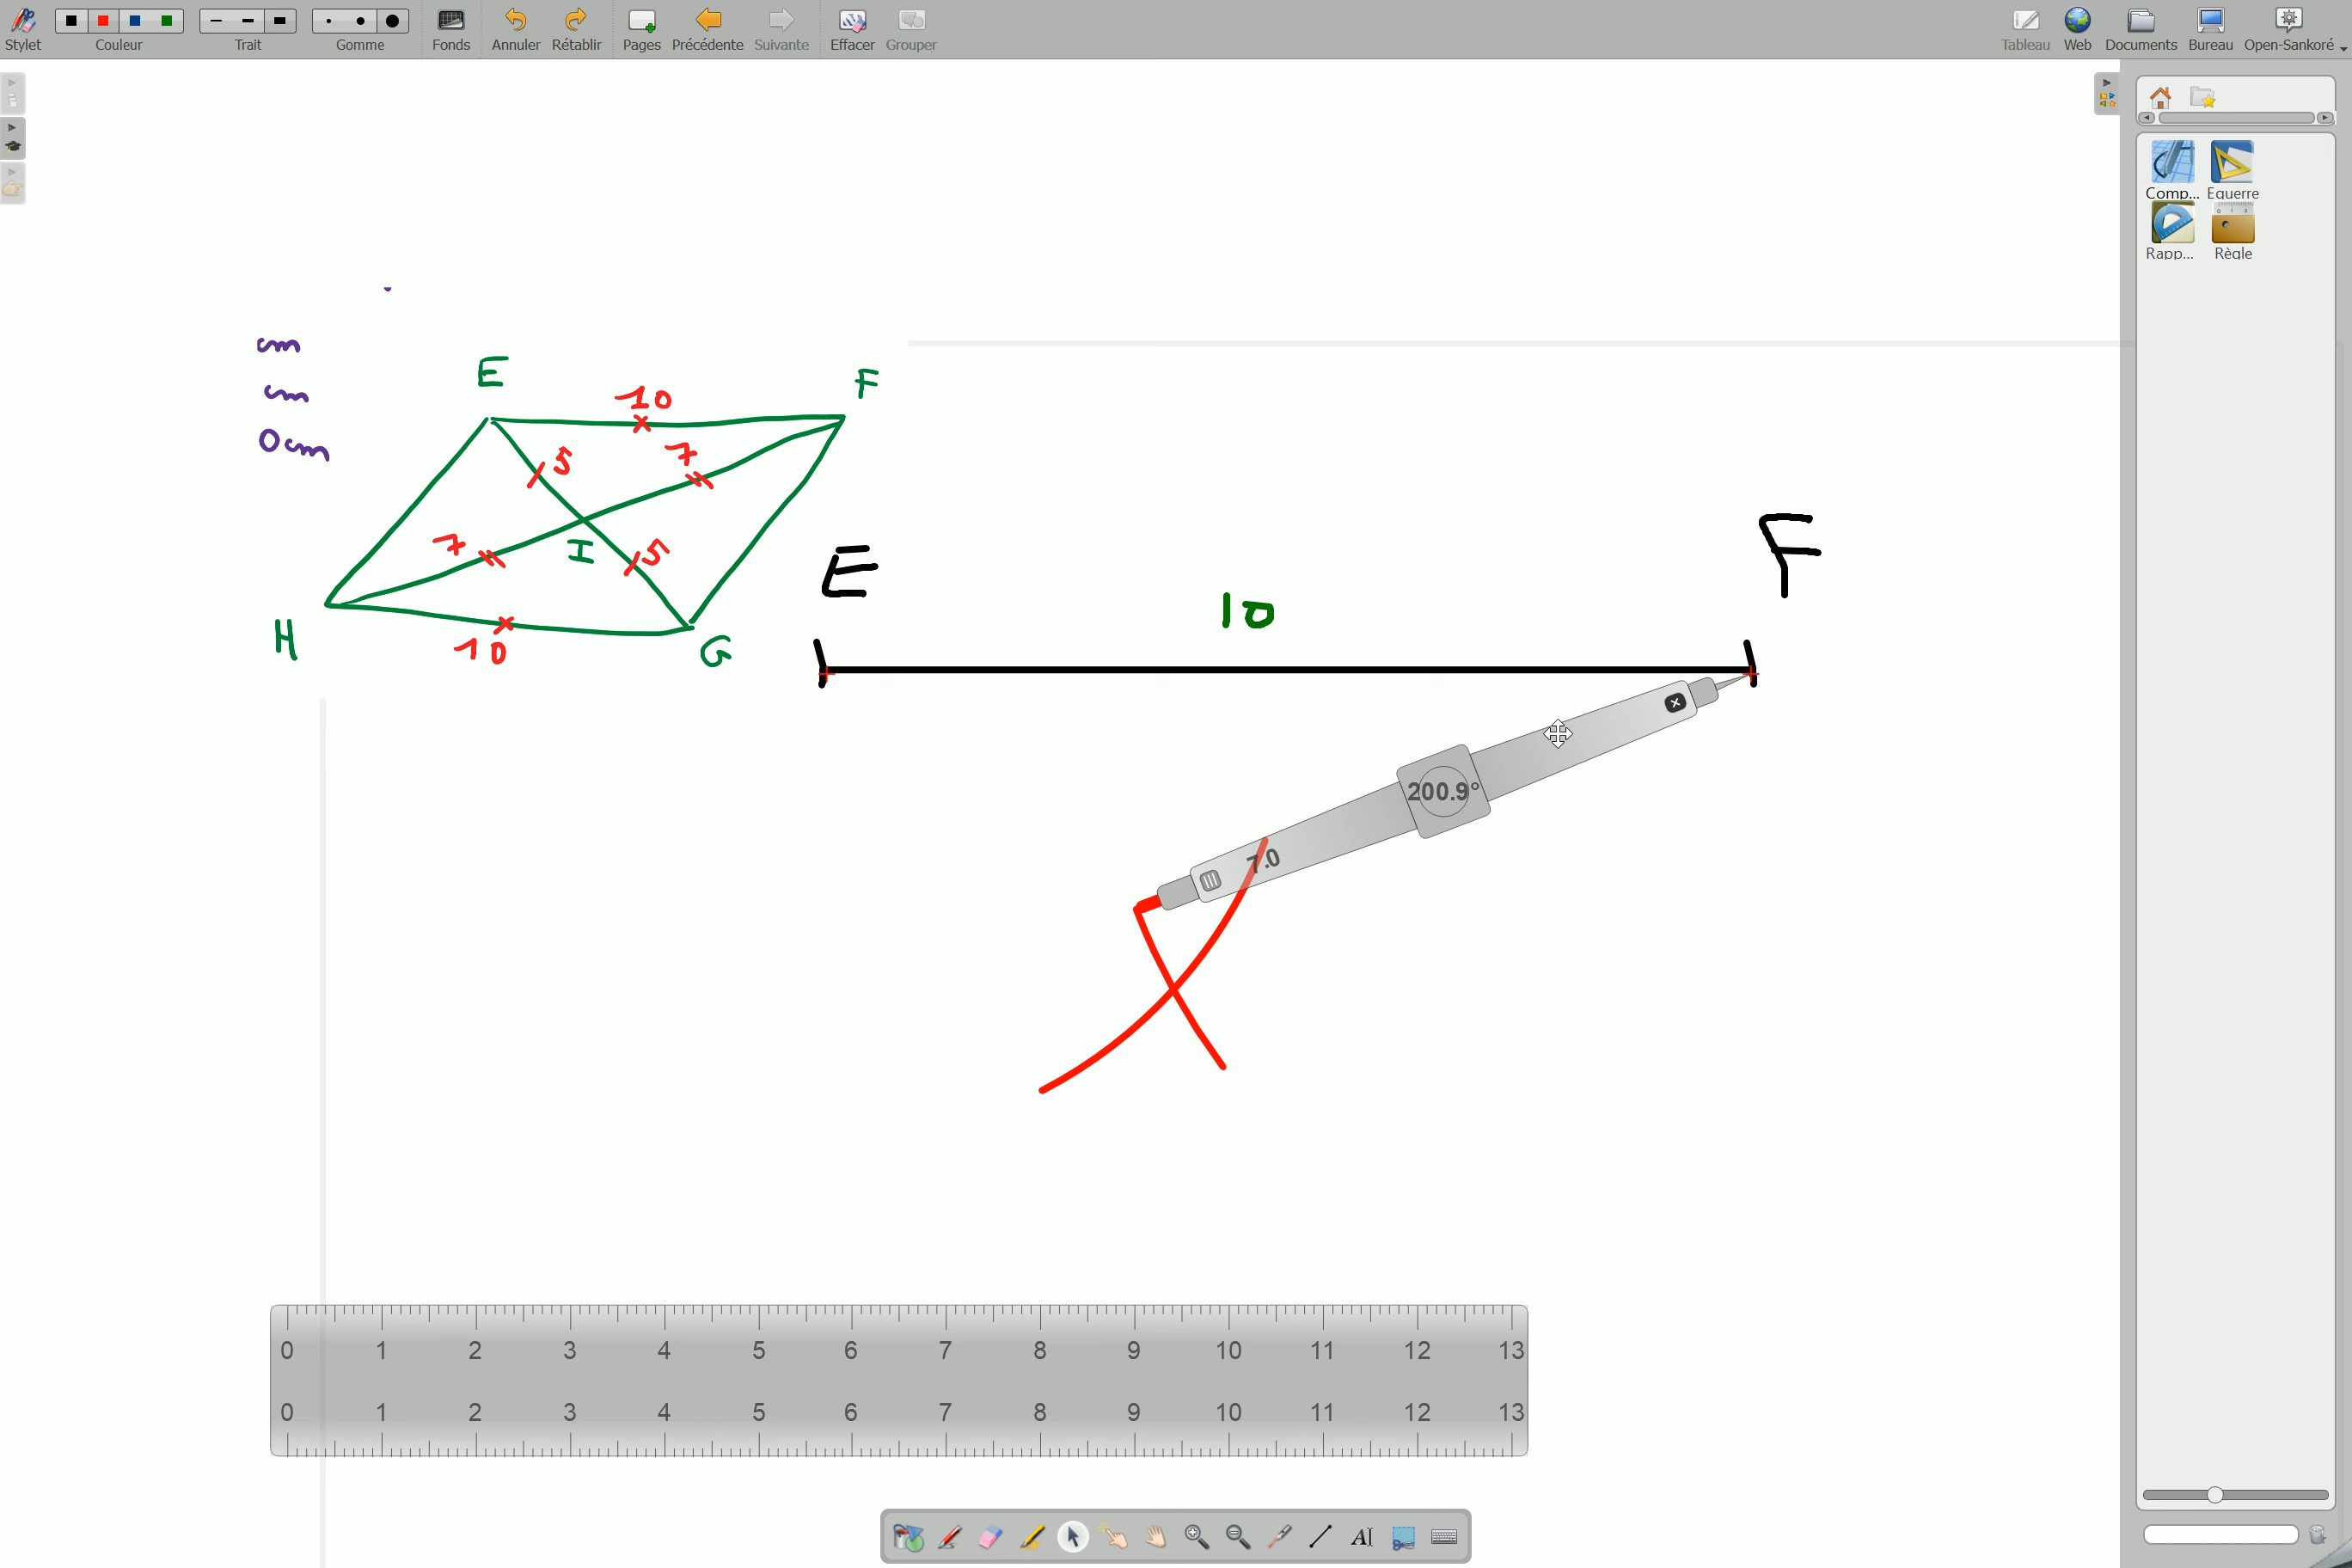 Stylet Couleur Trait Gomme Fonds Annuler Rétablir Pages Précédente Suivante Effacer Grouper Tableau Web Documents Bureau Open-Sankoré
Comp... Equerre
Rapp... Règle
cm
cm
0cm
E
F
10
5
7
7
I
5
H
10
G
E
F
10
200.9°
7.0
0 1 2 3 4 5 6 7 8 9 10 11 12 13
0 1 2 3 4 5 6 7 8 9 10 11 12 13